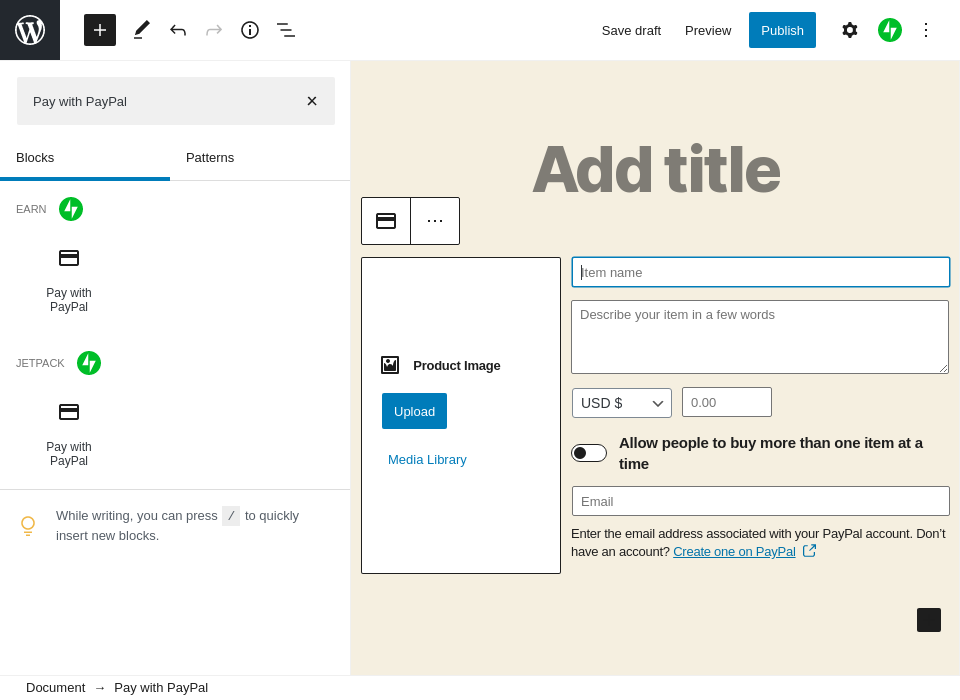 Save draft
Preview
Publish
Pay with PayPal
Blocks
Patterns
EARN
Pay with
PayPal
JETPACK
Pay with
PayPal
While writing, you can press / to quickly
insert new blocks.
Add title
Product Image
Upload
Media Library
Item name
Describe your item in a few words
USD $
0.00
Allow people to buy more than one item at a
time
Email
Enter the email address associated with your PayPal account. Don’t
have an account? Create one on PayPal
Document → Pay with PayPal